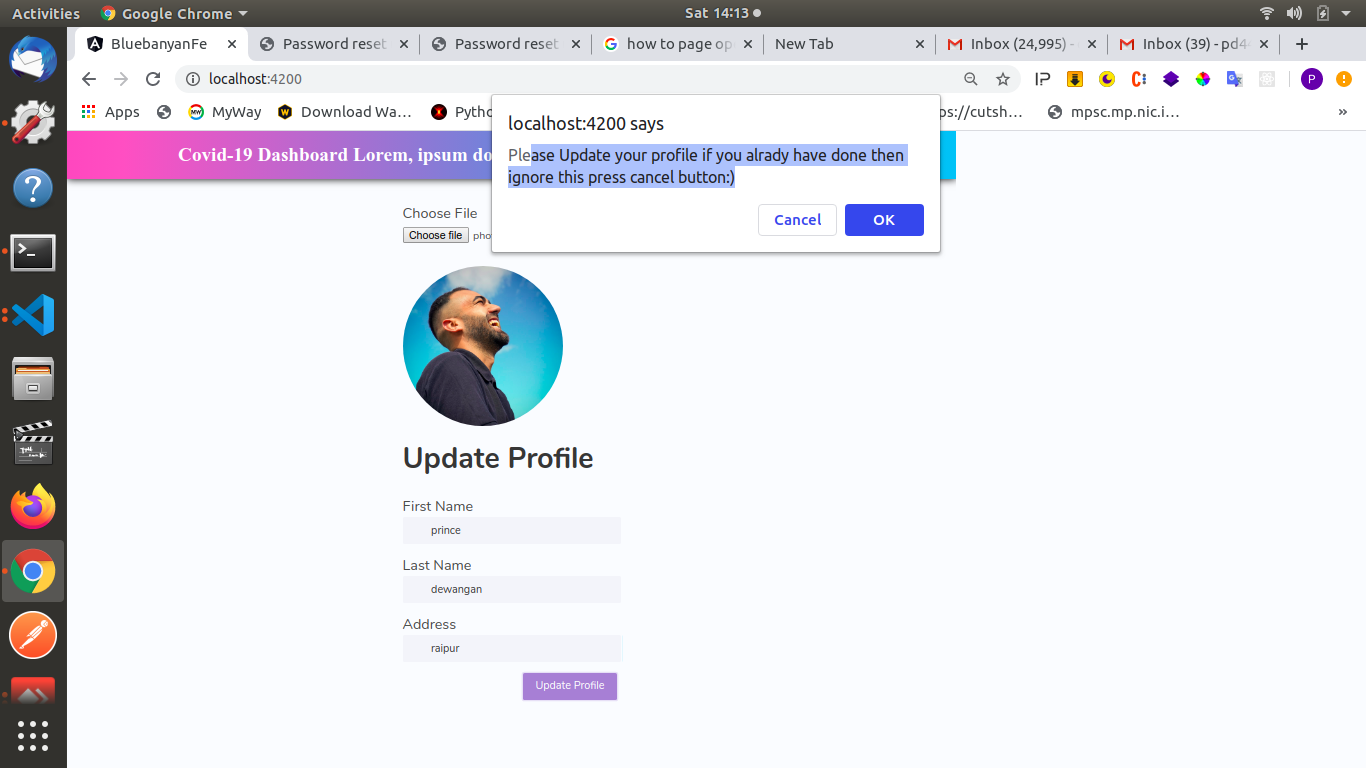 Activities
Google Chrome
Sat 14:13
BluebanyanFe
Password reset
Password reset
how to page op
New Tab
Inbox (24,995) -
Inbox (39) - pd4
localhost:4200
Apps
MyWay
Download Wa…
Pytho
ps://cutsh…
mpsc.mp.nic.i…
»
Covid-19 Dashboard Lorem, ipsum do
localhost:4200 says
Please Update your profile if you alrady have done then
ignore this press cancel button:)
Cancel
OK
Choose File
Choose file
pho
Update Profile
First Name
prince
Last Name
dewangan
Address
raipur
Update Profile